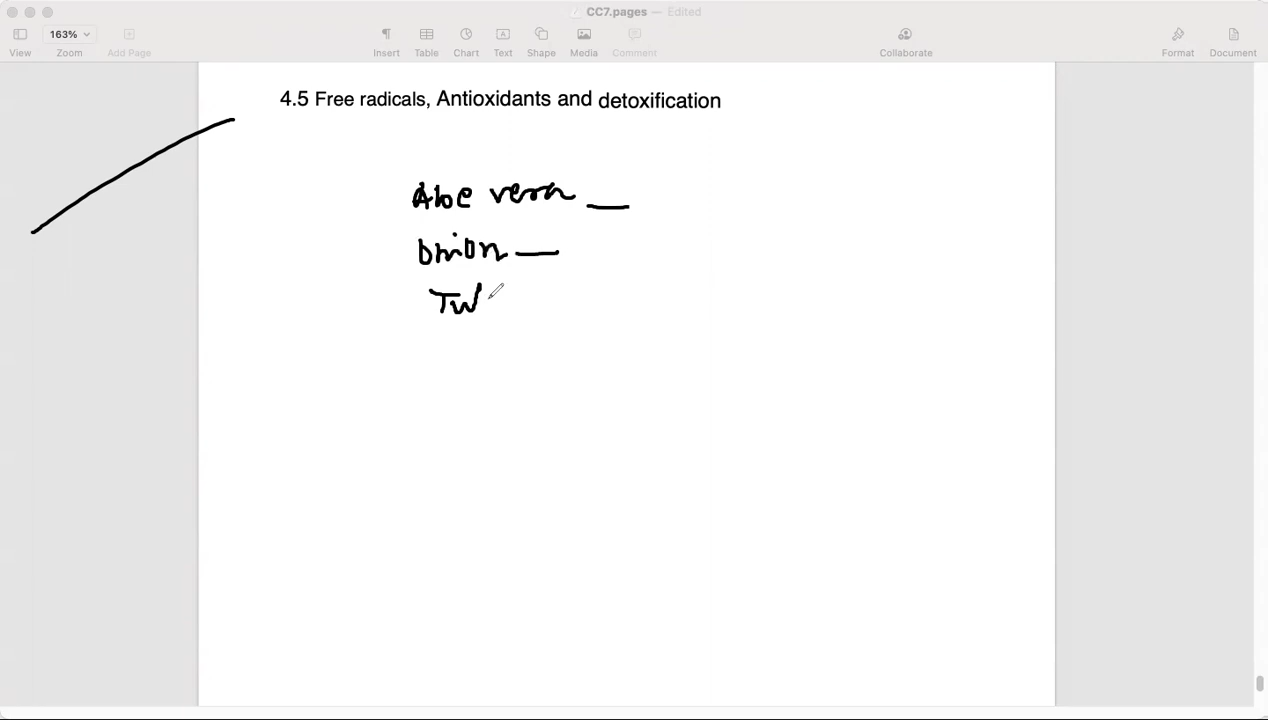 CC7.pages — Edited
163%
View Zoom Add Page Insert Table Chart Text Shape Media Comment Collaborate Format Document
4.5 Free radicals, Antioxidants and detoxification
Aloe vera —
Onion —
Tw